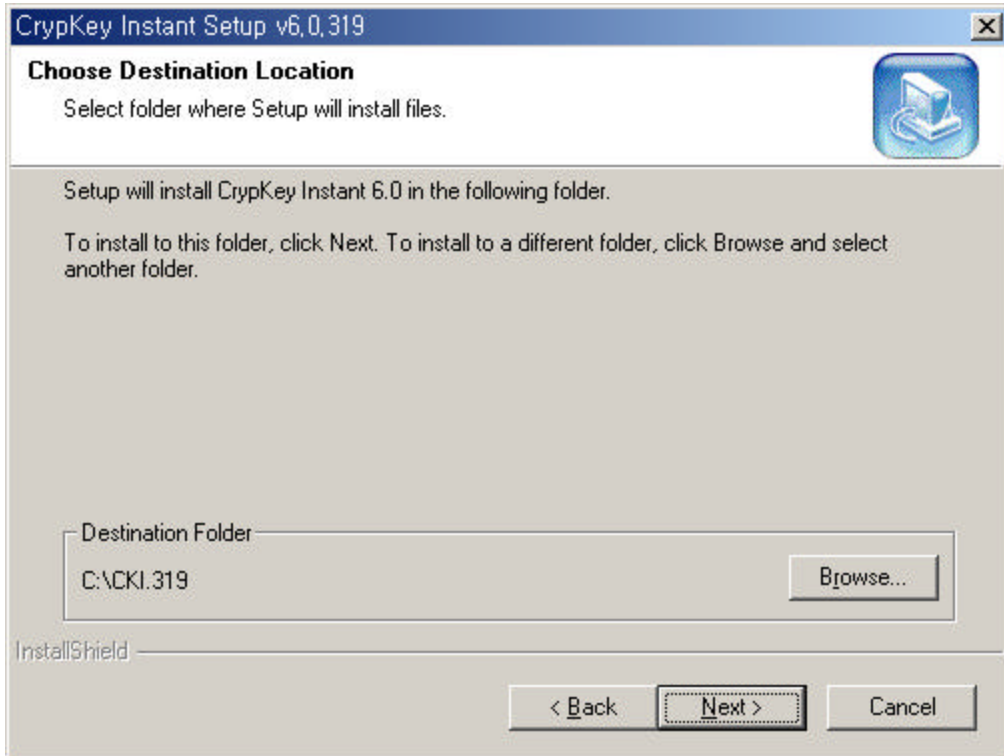 CrypKey Instant Setup v6,0,319
Choose Destination Location
Select folder where Setup will install files.
Setup will install CrypKey Instant 6.0 in the following folder.
To install to this folder, click Next. To install to a different folder, click Browse and select
another folder.
Destination Folder
C:\CKI.319
Browse...
InstallShield
< Back
Next >
Cancel